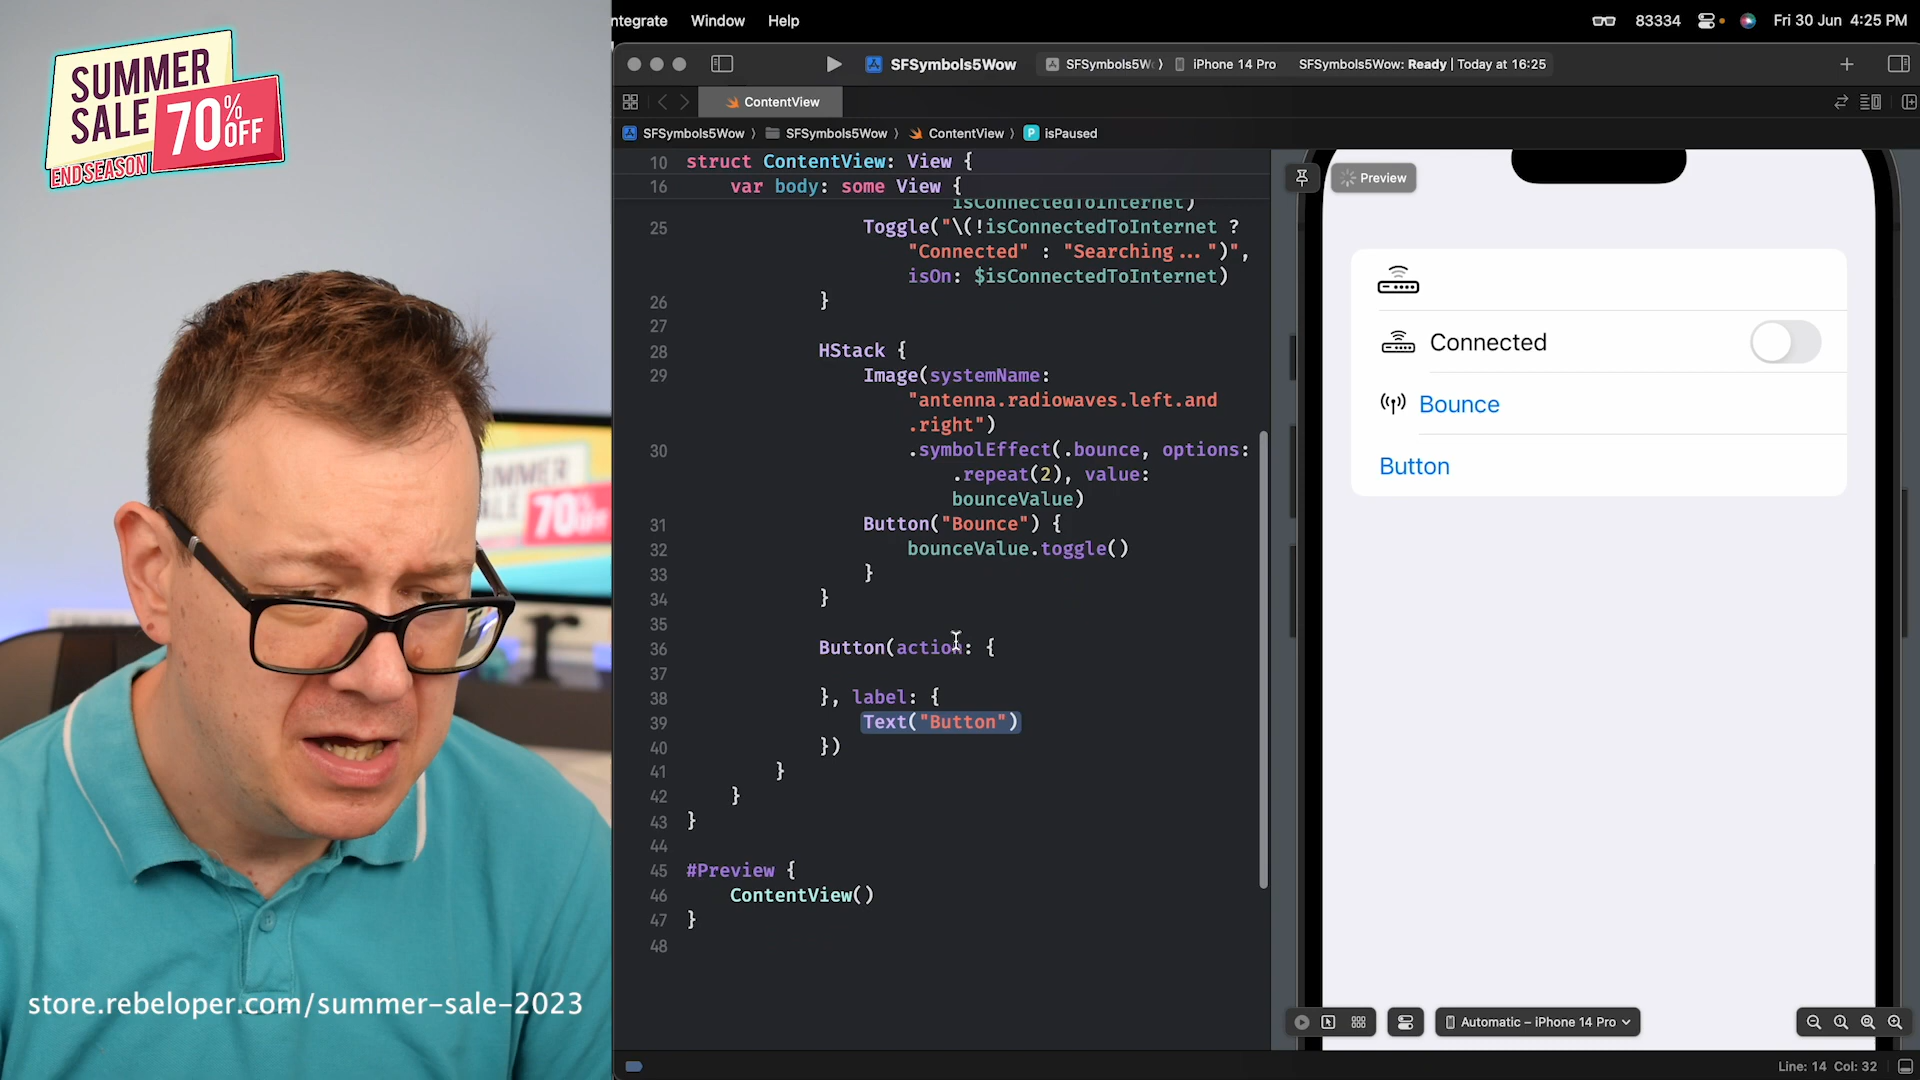 SUMMER
SALE 70% OFF
END SEASON
store.rebeloper.com/summer-sale-2023
Window Help
83334 Fri 30 Jun 4:25 PM
SFSymbols5Wow
iPhone 14 Pro SFSymbols5Wow: Ready | Today at 16:25
ContentView
SFSymbols5Wow SFSymbols5Wow ContentView P isPaused
10 struct ContentView: View {
16 var body: some View {
isConnectedToInternet)
25 Toggle("\(!isConnectedToInternet ?
"Connected" : "Searching...")",
isOn: $isConnectedToInternet)
26 }
27
28 HStack {
29 Image(systemName:
"antenna.radiowaves.left.and
.right")
30 .symbolEffect(.bounce, options:
.repeat(2), value:
bounceValue)
31 Button("Bounce") {
32 bounceValue.toggle()
33 }
34 }
35
36 Button(action: {
37
38 }, label: {
39 Text("Button")
40 })
41 }
42 }
43 }
44
45 #Preview {
46 ContentView()
47 }
48
Preview
Connected
Bounce
Button
Automatic – iPhone 14 Pro
Line: 14 Col: 32